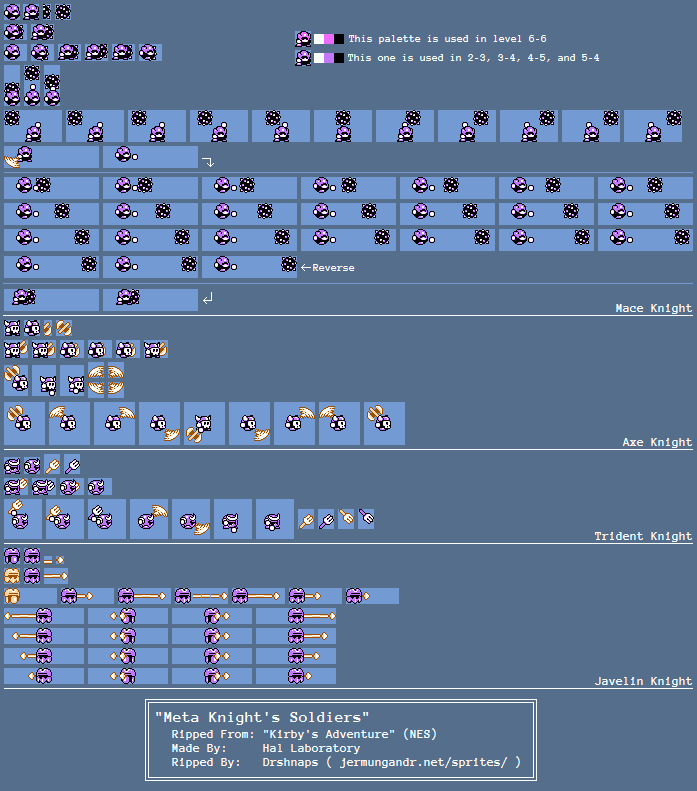 This palette is used in level 6-6
This one is used in 2-3, 3-4, 4-5, and 5-4
←Reverse
Mace Knight
Axe Knight
Trident Knight
Javelin Knight
"Meta Knight's Soldiers"
Ripped From: "Kirby's Adventure" (NES)
Made By: Hal Laboratory
Ripped By: Drshnaps ( jermungandr.net/sprites/ )